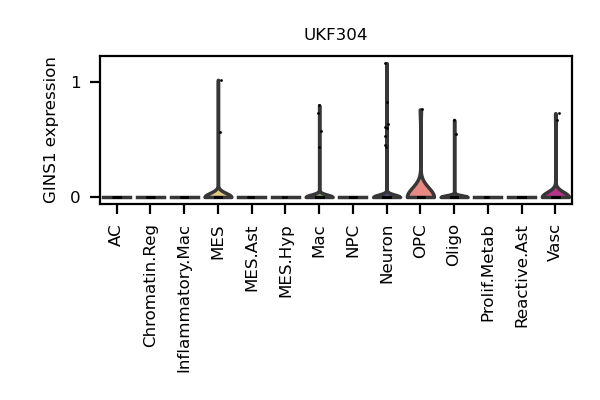 UKF304
GINS1 expression
1
0
AC
Chromatin.Reg
Inflammatory.Mac
MES
MES.Ast
MES.Hyp
Mac
NPC
Neuron
OPC
Oligo
Prolif.Metab
Reactive.Ast
Vasc